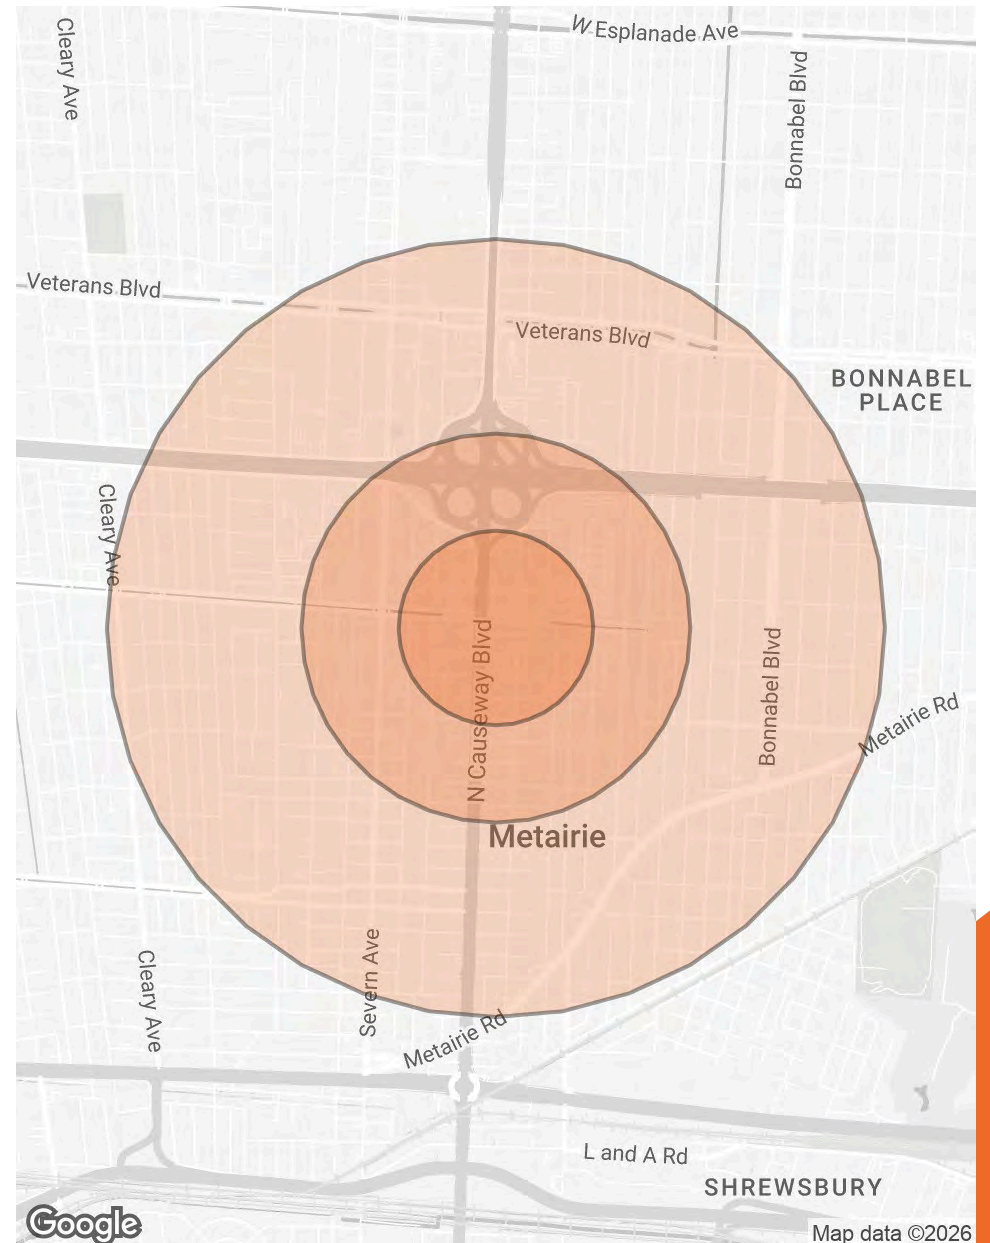 Cleary Ave
W Esplanade Ave
Bonnabel Blvd
Veterans Blvd
Veterans Blvd
BONNABEL
PLACE
Cleary Ave
N Causeway Blvd
Bonnabel Blvd
Metairie Rd
Metairie
Severn Ave
Cleary Ave
Metairie Rd
L and A Rd
SHREWSBURY
Google
Map data ©2026